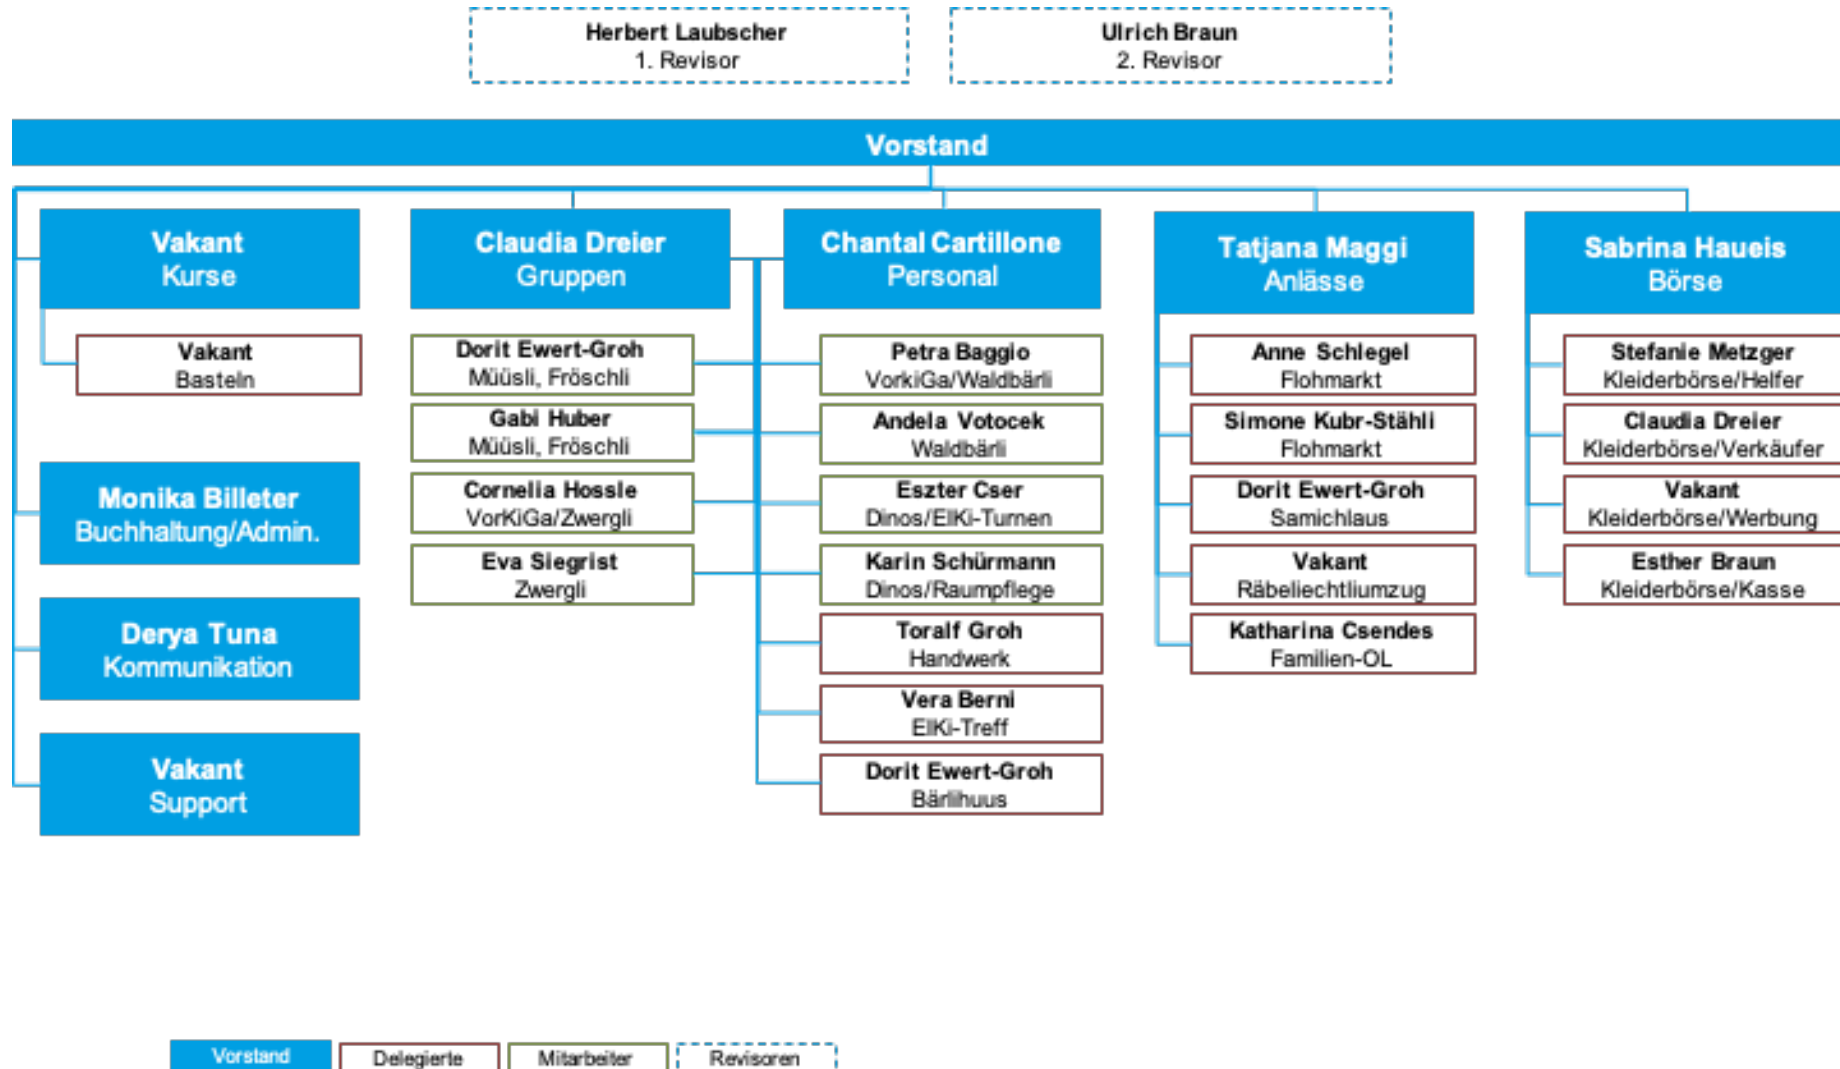 Herbert Laubscher
1. Revisor
Ulrich Braun
2. Revisor
Vorstand
Vakant
Kurse
Vakant
Basteln
Monika Billeter
Buchhaltung/Admin.
Derya Tuna
Kommunikation
Vakant
Support
Claudia Dreier
Gruppen
Dorit Ewert-Groh
Müüsli, Fröschli
Gabi Huber
Müüsli, Fröschli
Cornelia Hossle
VorKiGa/Zwergli
Eva Siegrist
Zwergli
Chantal Cartillone
Personal
Petra Baggio
VorkiGa/Waldbärli
Andela Votocek
Waldbärli
Eszter Cser
Dinos/ElKi-Turnen
Karin Schürmann
Dinos/Raumpflege
Toralf Groh
Handwerk
Vera Berni
ElKi-Treff
Dorit Ewert-Groh
Bärlihuus
Tatjana Maggi
Anlässe
Anne Schlegel
Flohmarkt
Simone Kubr-Stähli
Flohmarkt
Dorit Ewert-Groh
Samichlaus
Vakant
Räbeliechtliumzug
Katharina Csendes
Familien-OL
Sabrina Haueis
Börse
Stefanie Metzger
Kleiderbörse/Helfer
Claudia Dreier
Kleiderbörse/Verkäufer
Vakant
Kleiderbörse/Werbung
Esther Braun
Kleiderbörse/Kasse
Vorstand
Delegierte
Mitarbeiter
Revisoren